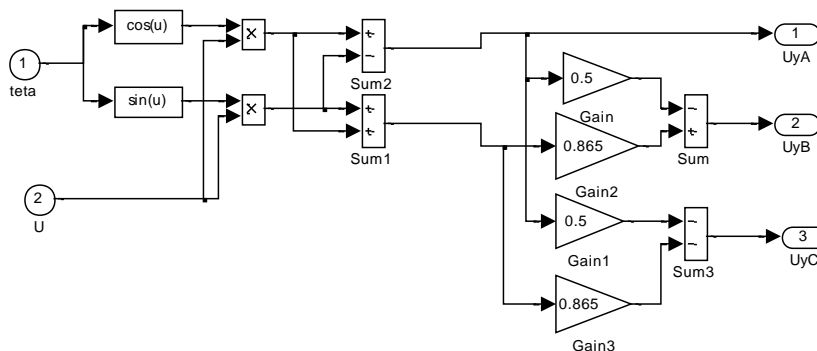 cos(u)
1
teta
sin(u)
2
U
×
×
+
−
Sum2
+
+
Sum1
0.5
Gain
0.865
Gain2
0.5
Gain1
0.865
Gain3
−
+
Sum
−
−
Sum3
1
UyA
2
UyB
3
UyC